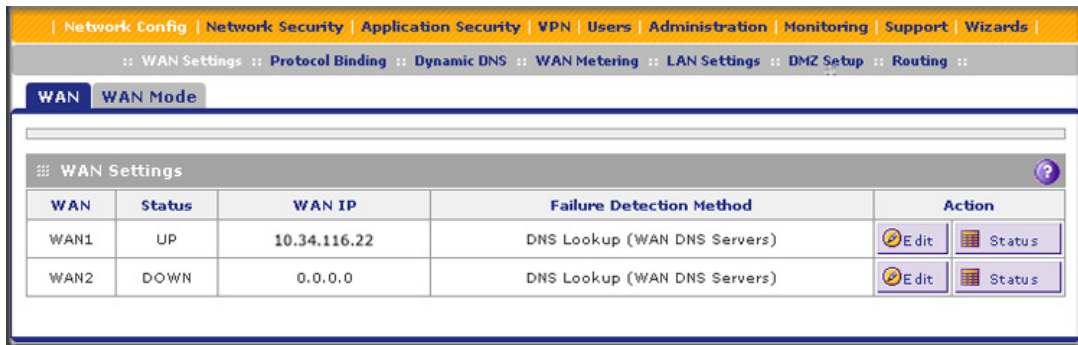 | Network Config | Network Security | Application Security | VPN | Users | Administration | Monitoring | Support | Wizards |
:: WAN Settings :: Protocol Binding :: Dynamic DNS :: WAN Metering :: LAN Settings :: DMZ Setup :: Routing ::
WAN WAN Mode
WAN Settings ?
WAN Status WAN IP Failure Detection Method Action
WAN1 UP 10.34.116.22 DNS Lookup (WAN DNS Servers) Edit Status
WAN2 DOWN 0.0.0.0 DNS Lookup (WAN DNS Servers) Edit Status